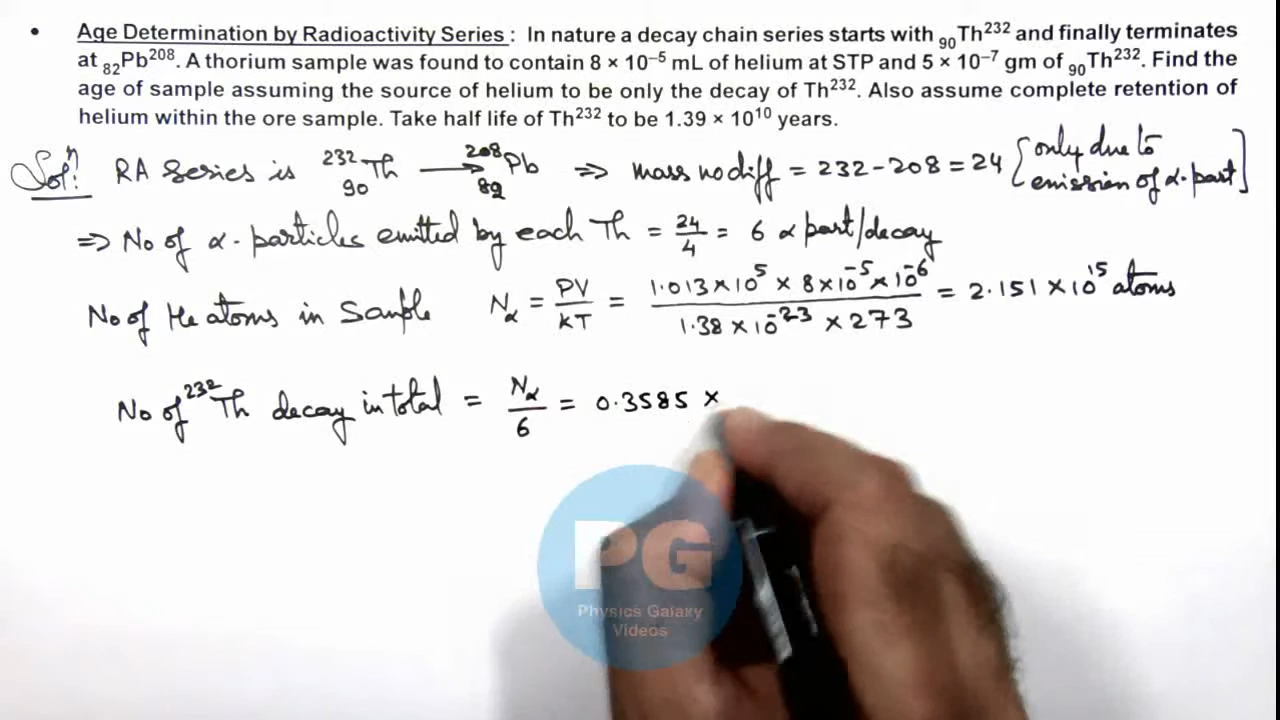 • Age Determination by Radioactivity Series : In nature a decay chain series starts with ₉₀Th²³² and finally terminates
at ₈₂Pb²⁰⁸. A thorium sample was found to contain 8 × 10⁻⁵ mL of helium at STP and 5 × 10⁻⁷ gm of ₉₀Th²³². Find the
age of sample assuming the source of helium to be only the decay of Th²³². Also assume complete retention of
helium within the ore sample. Take half life of Th²³² to be 1.39 × 10¹⁰ years.
Solⁿ: RA Series is ²³²₉₀Th → ²⁰⁸₈₂Pb ⇒ mass no diff = 232 - 208 = 24 [only due to emission of α-part]
⇒ No of α-particles emitted by each Th = 24/4 = 6 α part/decay
No of He atoms in Sample Nα = PV/KT = 1.013 × 10⁵ × 8 × 10⁻⁵ × 10⁻⁶ / 1.38 × 10⁻²³ × 273 = 2.151 × 10¹⁵ atoms
No of ²³²Th decay in total = Nα/6 = 0.3585 ×
PG
Physics Galaxy
Videos